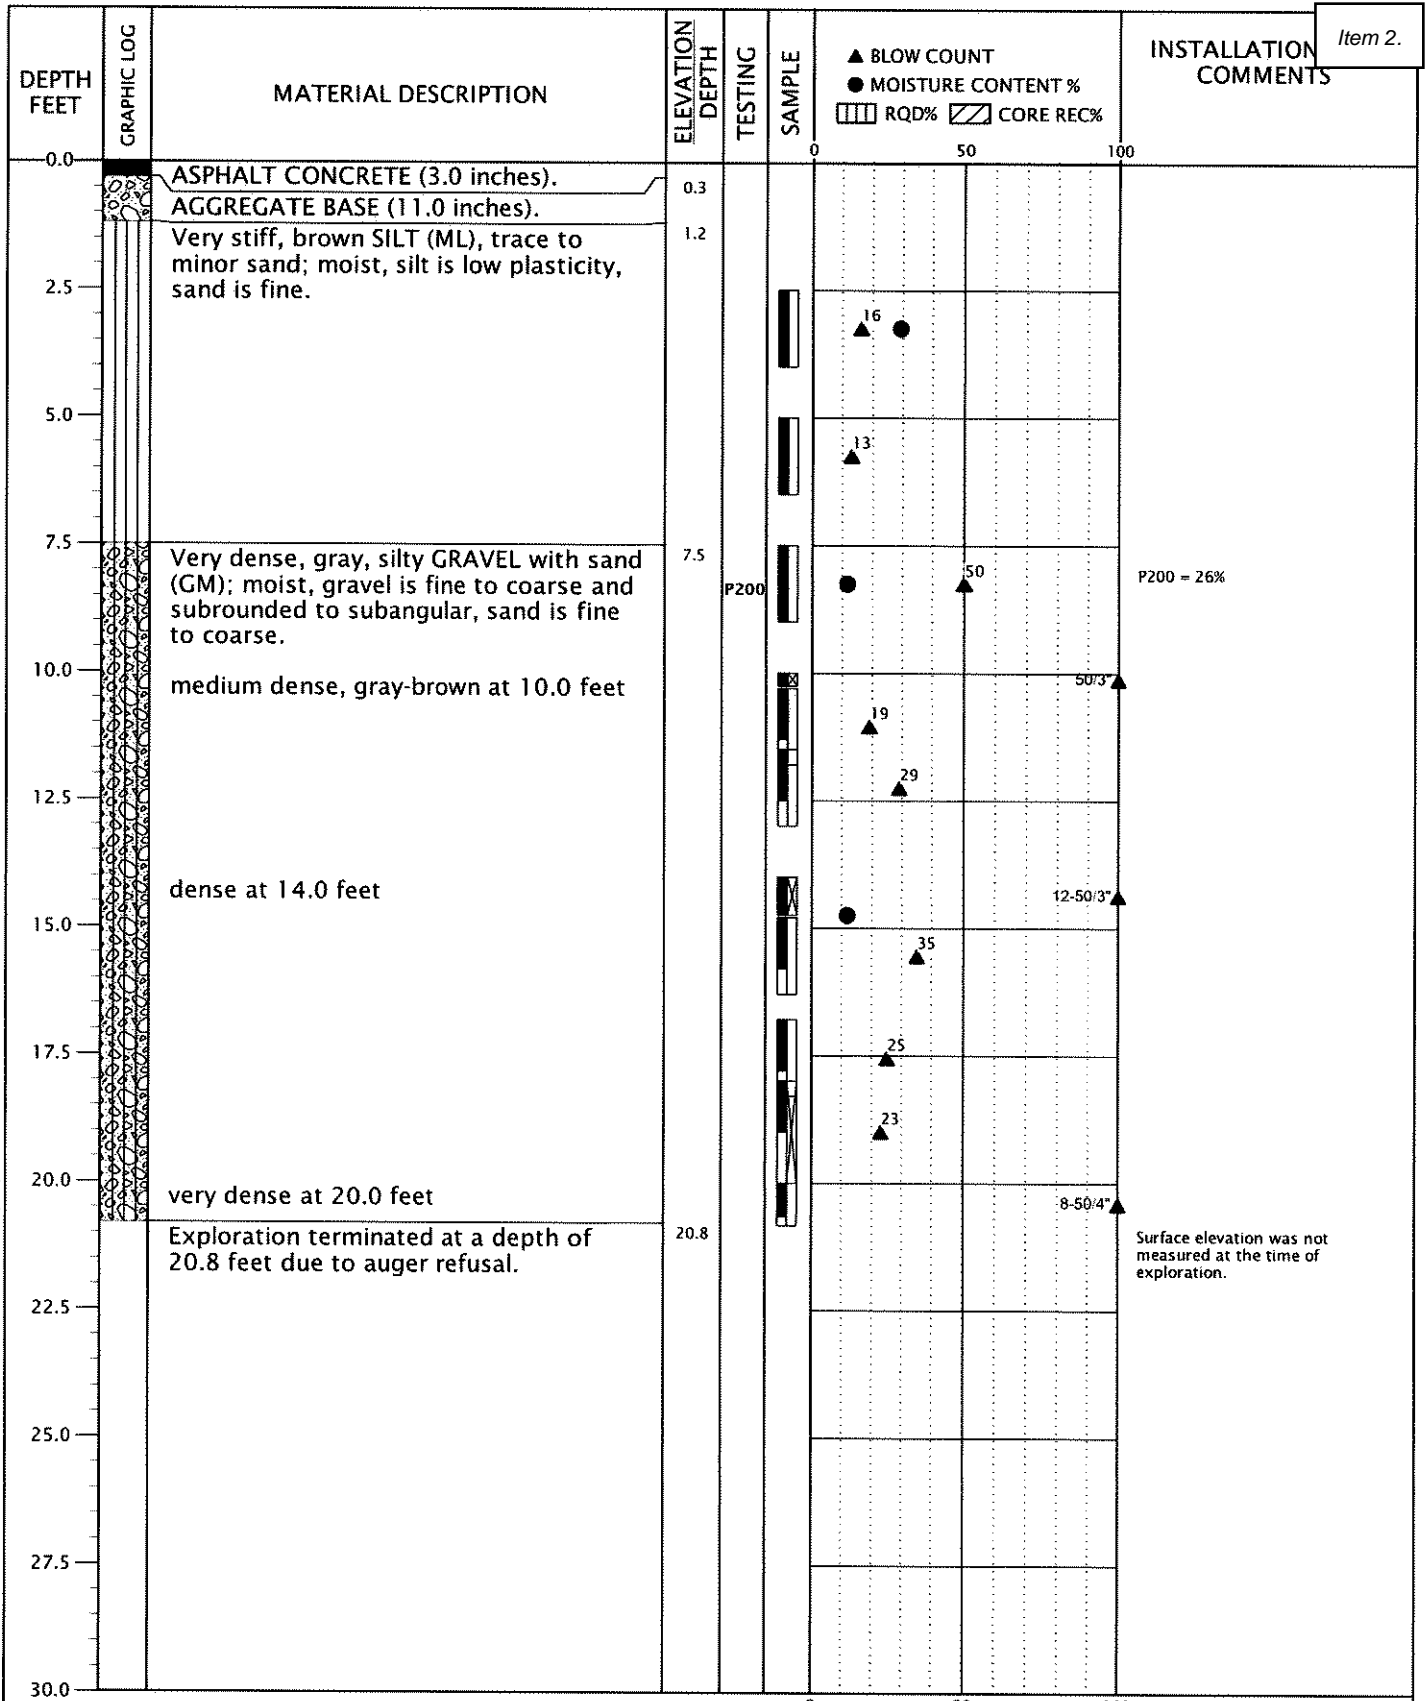 Item 2.
DEPTH
FEET
GRAPHIC LOG
MATERIAL DESCRIPTION
ELEVATION
DEPTH
TESTING
SAMPLE
▲ BLOW COUNT
● MOISTURE CONTENT %
RQD% CORE REC%
INSTALLATION
COMMENTS
0 50 100
0.0
ASPHALT CONCRETE (3.0 inches).
0.3
AGGREGATE BASE (11.0 inches).
1.2
Very stiff, brown SILT (ML), trace to
minor sand; moist, silt is low plasticity,
sand is fine.
2.5
16
5.0
13
7.5
Very dense, gray, silty GRAVEL with sand
(GM); moist, gravel is fine to coarse and
subrounded to subangular, sand is fine
to coarse.
7.5
P200
50
P200 = 26%
10.0
medium dense, gray-brown at 10.0 feet
50/3"
19
29
12.5
dense at 14.0 feet
12-50/3"
15.0
35
17.5
25
23
20.0
very dense at 20.0 feet
8-50/4"
Exploration terminated at a depth of
20.8 feet due to auger refusal.
20.8
Surface elevation was not
measured at the time of
exploration.
22.5
25.0
27.5
30.0